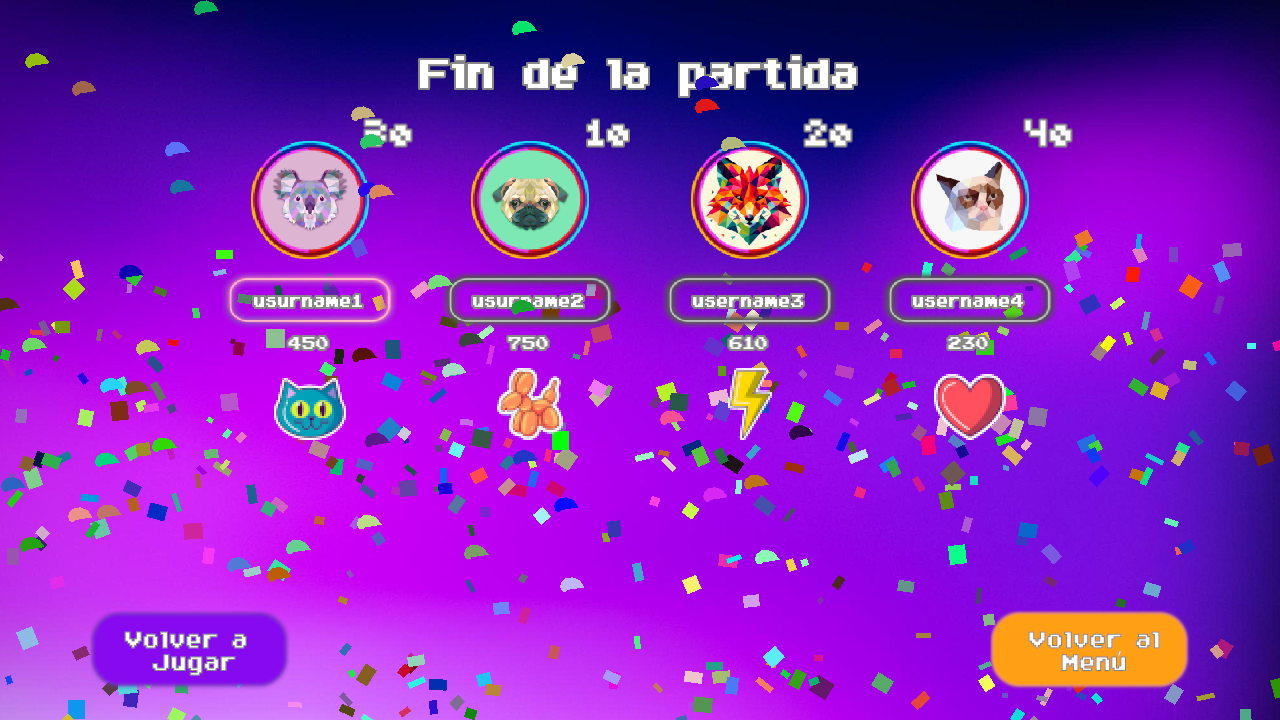 Fin de la partida
3º 1º 2º 4º
usurname1 usurname2 username3 username4
450 750 610 230
Volver a
Jugar
Volver al
Menú